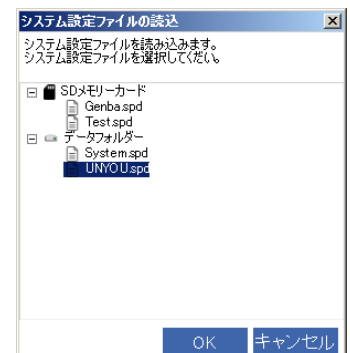 システム設定ファイルの読込
システム設定ファイルを読み込みます。
システム設定ファイルを選択してください。
SDメモリーカード
Genba.spd
Test.spd
データフォルダー
System.spd
UNYOU.spd
OK
キャンセル